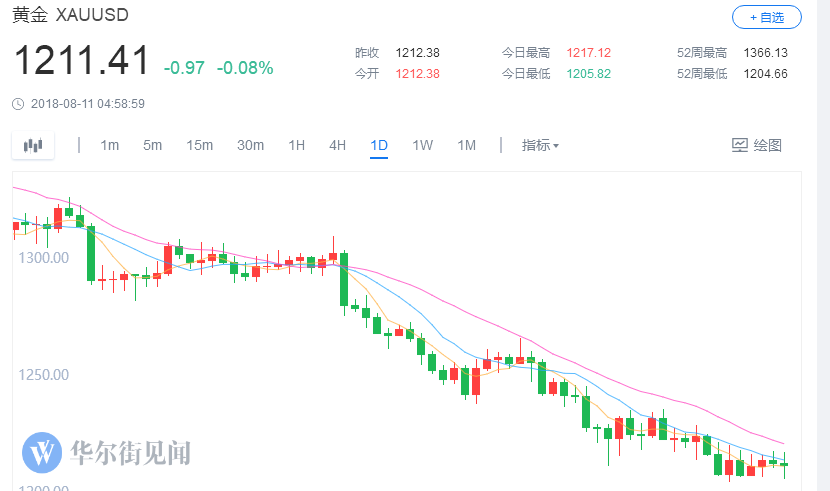 黄金 XAUUSD
+ 自选
1211.41 -0.97 -0.08%
昨收 1212.38 今日最高 1217.12 52周最高 1366.13
今开 1212.38 今日最低 1205.82 52周最低 1204.66
2018-08-11 04:58:59
1m 5m 15m 30m 1H 4H 1D 1W 1M 指标 绘图
1300.00
1250.00
华尔街见闻
1200.00